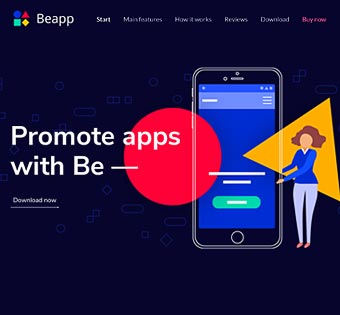 Beapp
Start Main features How it works Reviews Download Buy now
Promote apps
with Be —
Download now